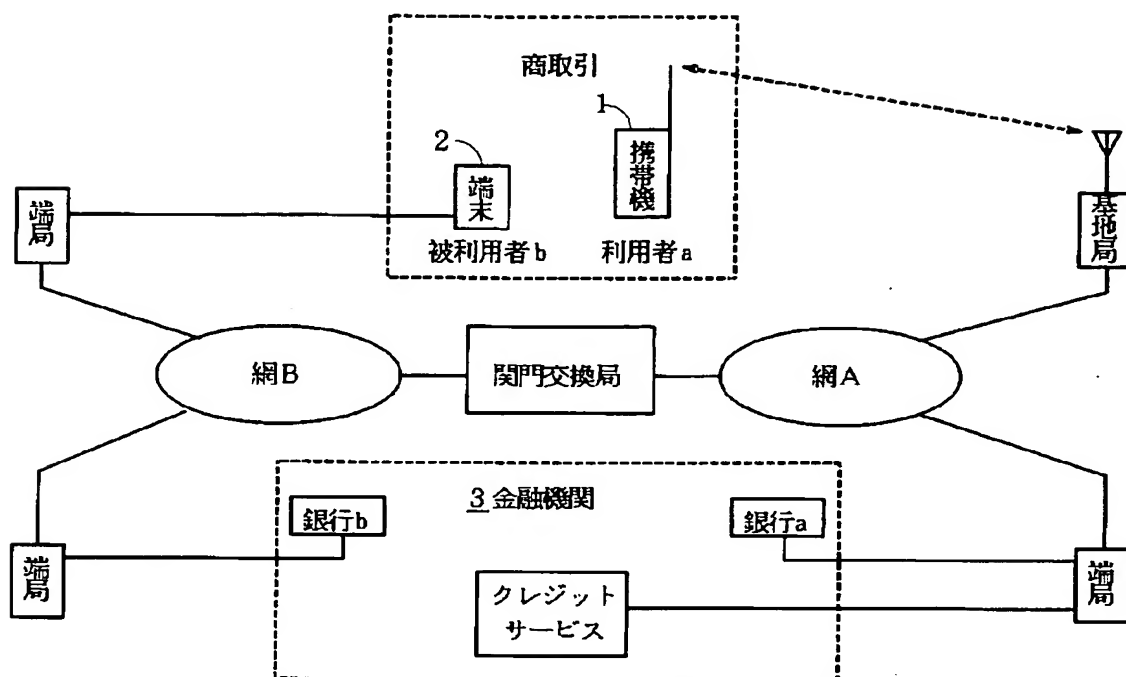 商取引
1
携帯機
2
端末
端局
被利用者b
利用者a
基地局
網B
関門交換局
網A
3 金融機関
銀行b
銀行a
端局
クレジット
サービス
端局